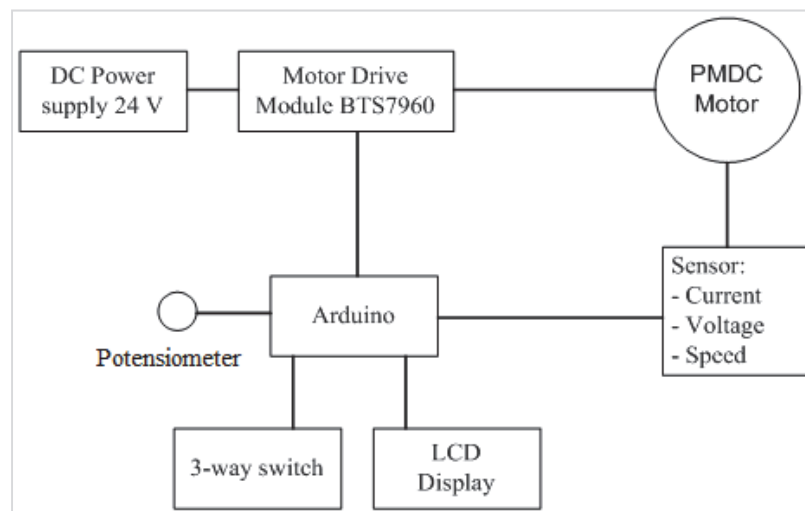 DC Power
supply 24 V
Motor Drive
Module BTS7960
PMDC
Motor
Sensor:
- Current
- Voltage
- Speed
Arduino
Potensiometer
3-way switch
LCD
Display